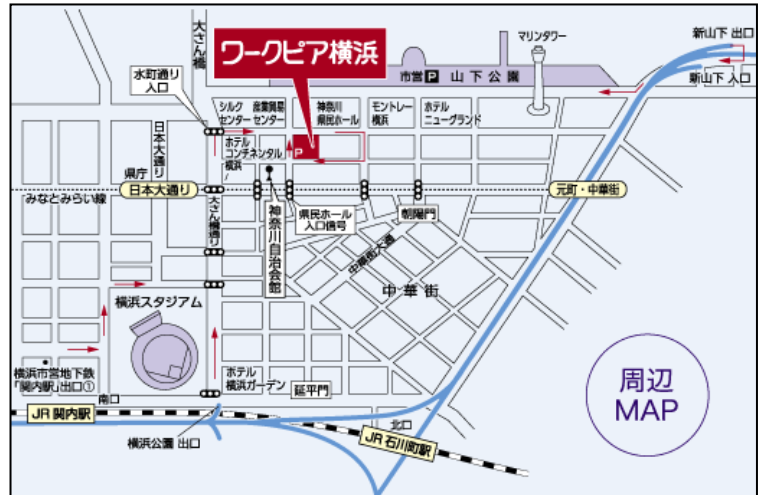 大さん橋
ワークピア横浜
マリンタワー
新山下 出口
新山下 入口
市営 P 山下公園
水町通り
入口
シルク
センター
産業貿易
センター
神奈川
県民ホール
モントレー
横浜
ホテル
ニューグランド
日本大通り
ホテル
コンチネンタル
横浜
P
県庁
日本大通り
みなとみらい線
元町・中華街
大さん橋通り
神奈川自治会館
県民ホール
入口信号
朝陽門
中華街大通
中華街
横浜スタジアム
横浜市営地下鉄
「関内駅」出口①
ホテル
横浜ガーデン
延平門
南口
JR 関内駅
横浜公園 出口
北口
JR 石川町駅
周辺
MAP